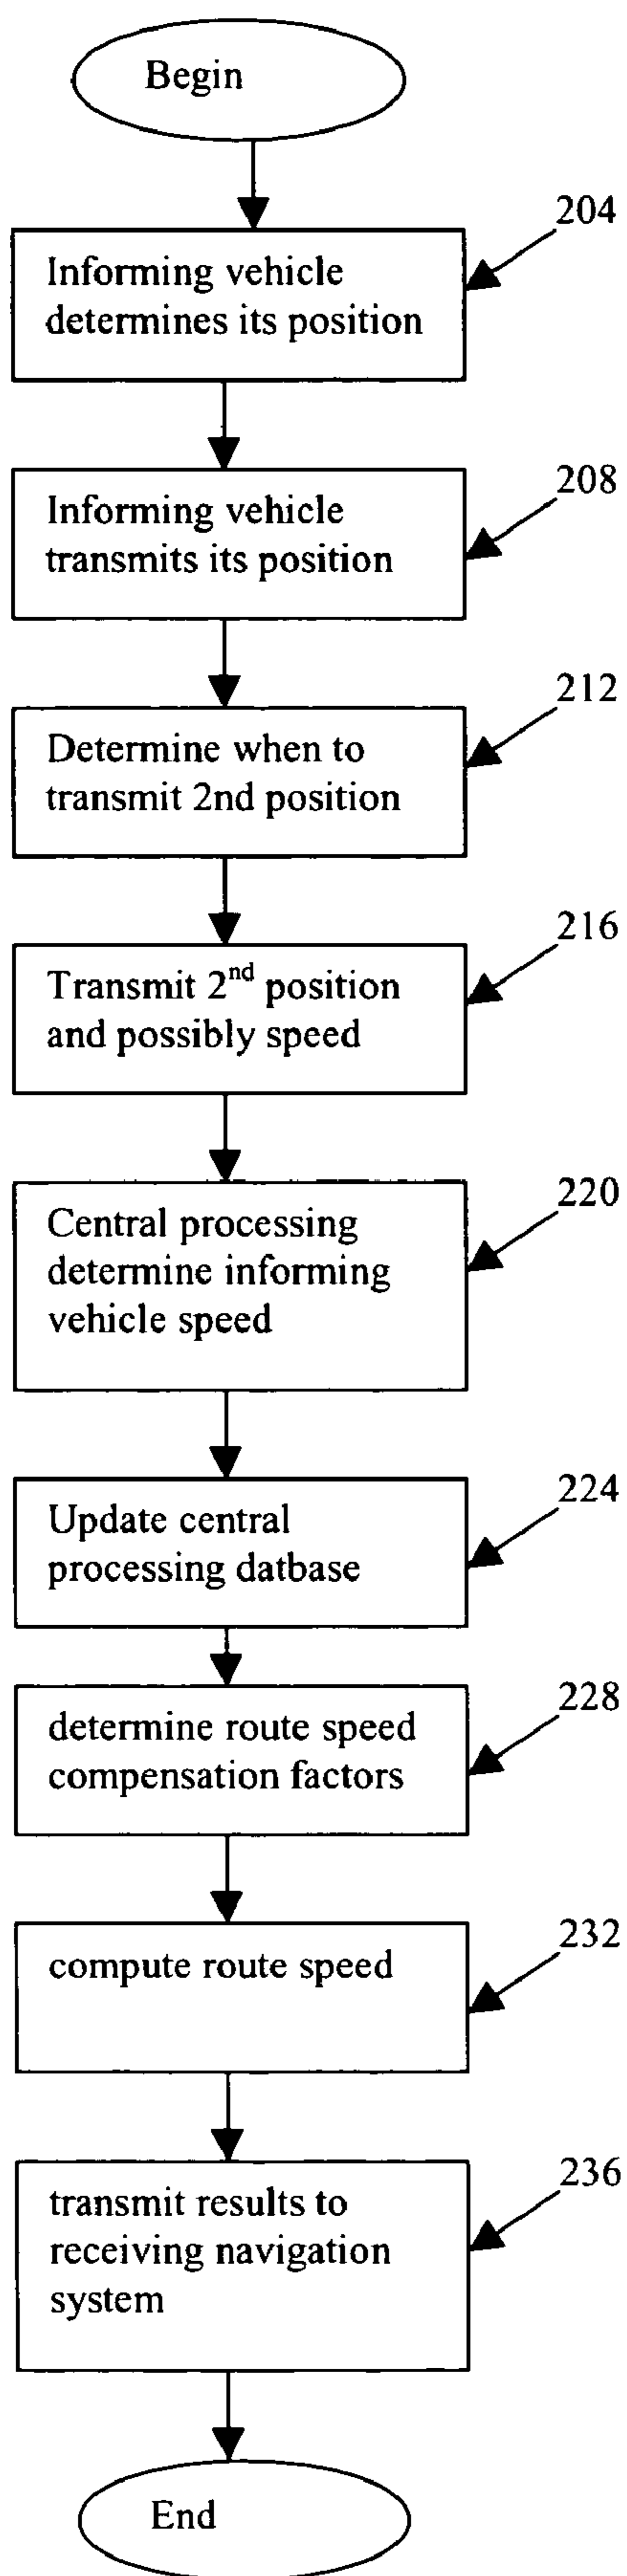 Begin
204
Informing vehicle
determines its position
208
Informing vehicle
transmits its position
212
Determine when to
transmit 2nd position
216
Transmit 2nd position
and possibly speed
220
Central processing
determine informing
vehicle speed
224
Update central
processing datbase
228
determine route speed
compensation factors
232
compute route speed
236
transmit results to
receiving navigation
system
End